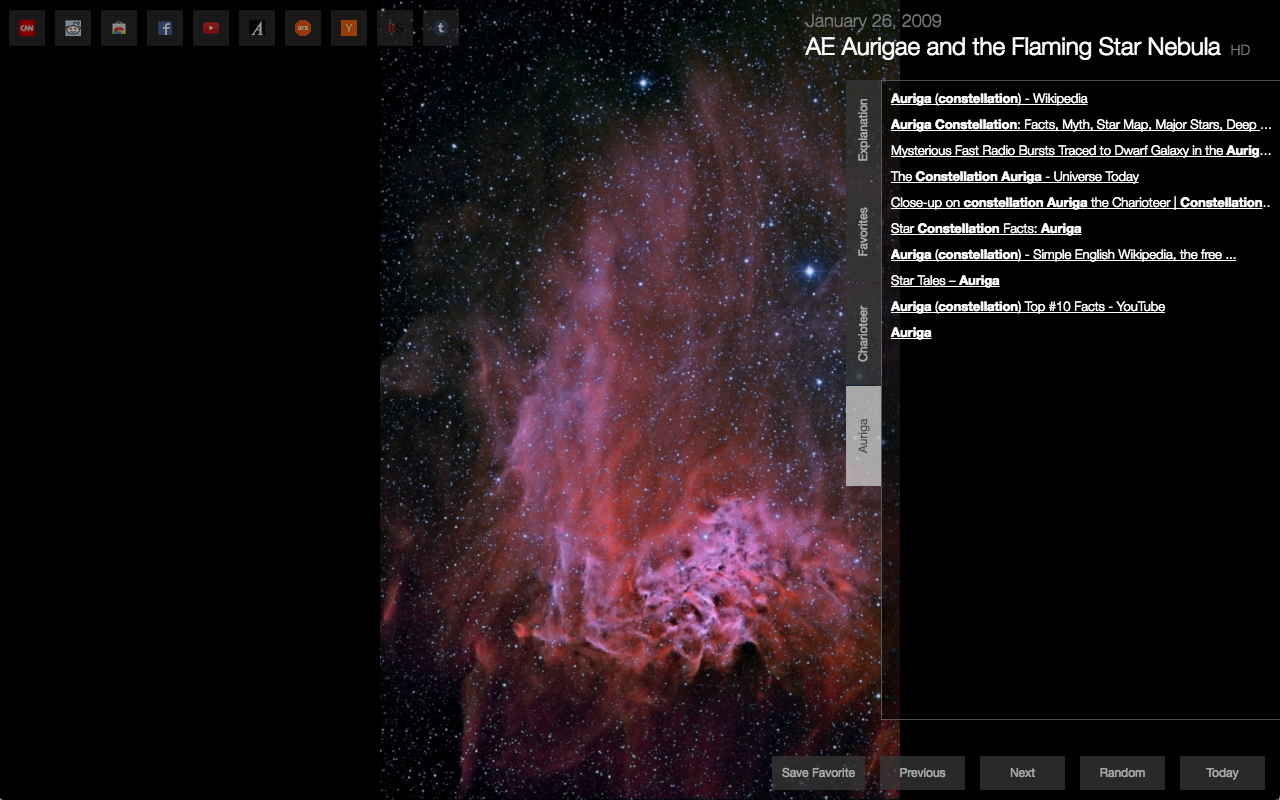 CNN
A
ars
Y
t
January 26, 2009
AE Aurigae and the Flaming Star Nebula HD
Explanation
Favorites
Charioteer
Auriga
Auriga (constellation) - Wikipedia
Auriga Constellation: Facts, Myth, Star Map, Major Stars, Deep ...
Mysterious Fast Radio Bursts Traced to Dwarf Galaxy in the Aurig...
The Constellation Auriga - Universe Today
Close-up on constellation Auriga the Charioteer | Constellation..
Star Constellation Facts: Auriga
Auriga (constellation) - Simple English Wikipedia, the free ...
Star Tales – Auriga
Auriga (constellation) Top #10 Facts - YouTube
Auriga
Save Favorite
Previous
Next
Random
Today